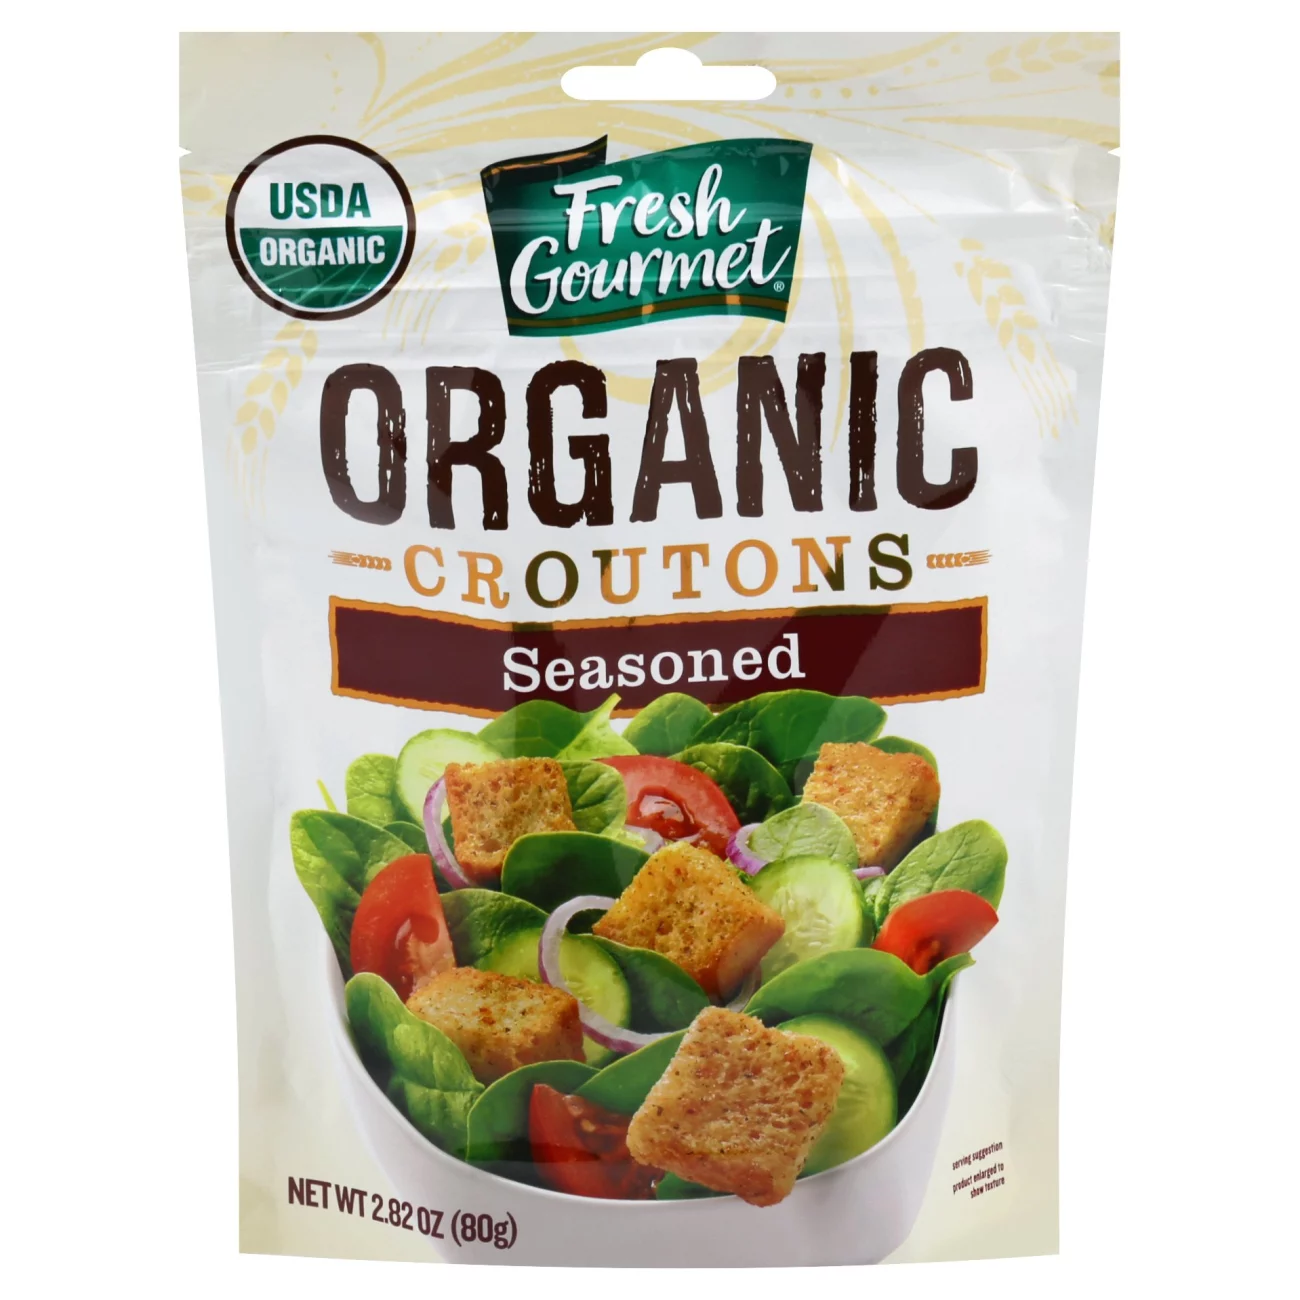 USDA
ORGANIC
Fresh
Gourmet®
ORGANIC
CROUTONS
Seasoned
serving suggestion
product enlarged to
show texture
NET WT 2.82 OZ (80g)